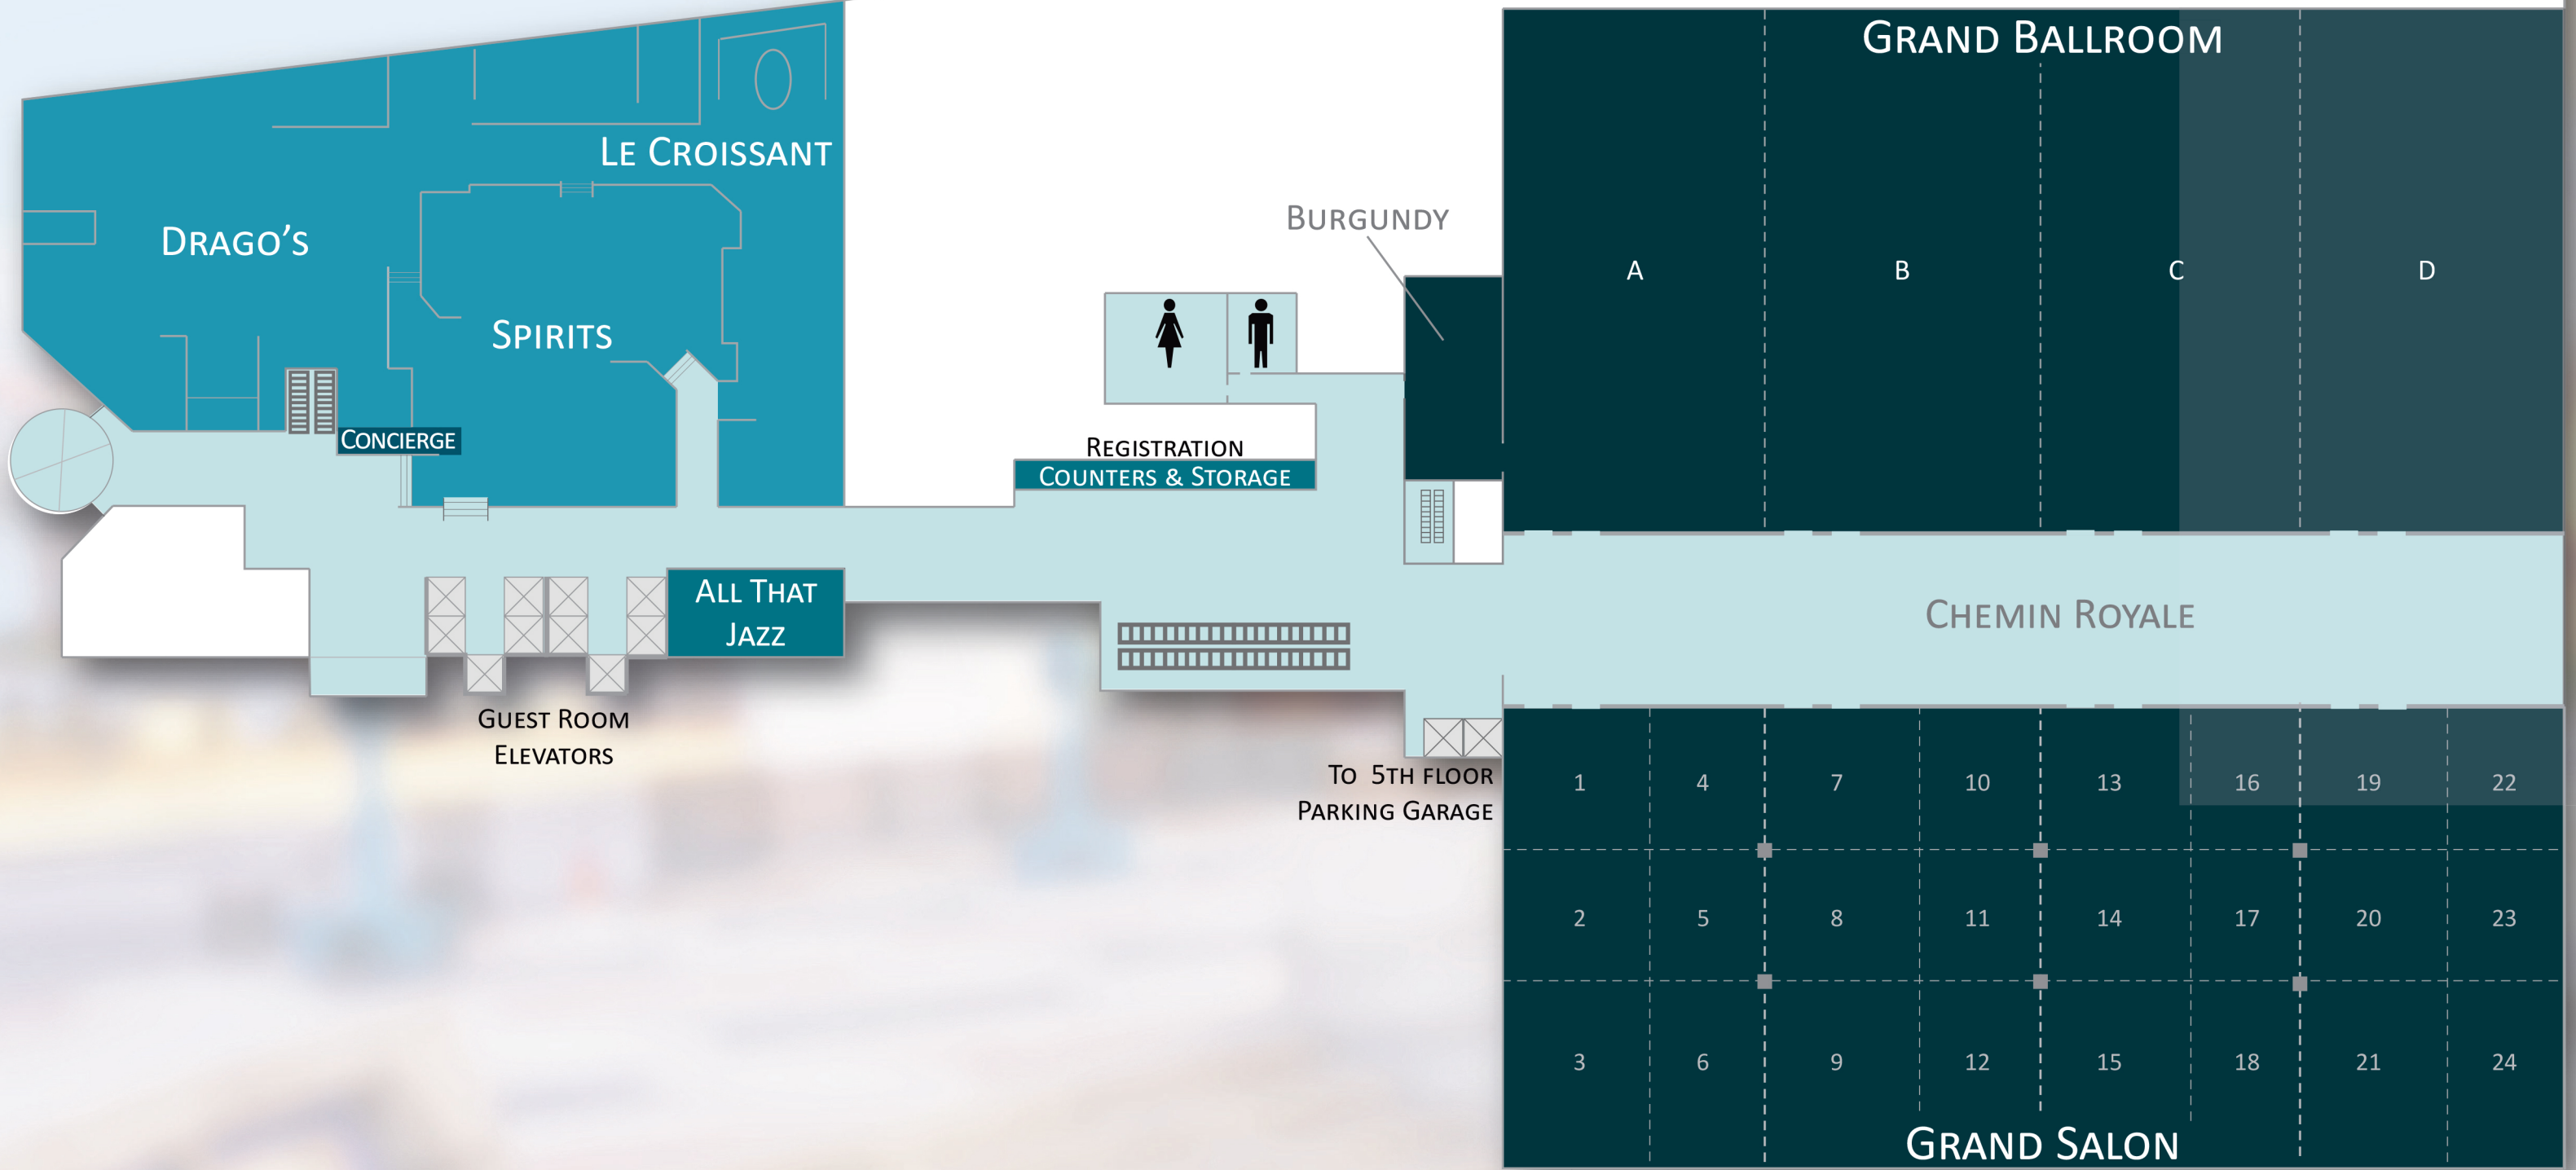 GRAND BALLROOM
LE CROISSANT
DRAGO'S
BURGUNDY
A
B
C
D
SPIRITS
CONCIERGE
REGISTRATION
COUNTERS & STORAGE
ALL THAT
JAZZ
CHEMIN ROYALE
GUEST ROOM
ELEVATORS
TO 5TH FLOOR
PARKING GARAGE
1 4 7 10 13 16 19 22
2 5 8 11 14 17 20 23
3 6 9 12 15 18 21 24
GRAND SALON